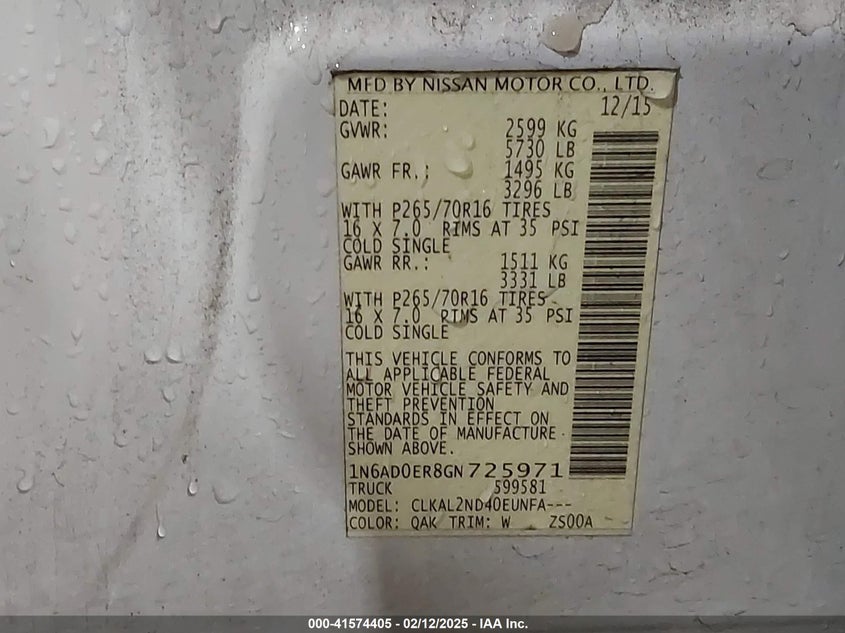 MFD BY NISSAN MOTOR CO., LTD.
DATE: 12/15
GVWR: 2599 KG
5730 LB
GAWR FR.: 1495 KG
3296 LB
WITH P265/70R16 TIRES
16 X 7.0 RIMS AT 35 PSI
COLD SINGLE
GAWR RR.: 1511 KG
3331 LB
WITH P265/70R16 TIRES
16 X 7.0 RIMS AT 35 PSI
COLD SINGLE
THIS VEHICLE CONFORMS TO
ALL APPLICABLE FEDERAL
MOTOR VEHICLE SAFETY AND
THEFT PREVENTION
STANDARDS IN EFFECT ON
THE DATE OF MANUFACTURE
SHOWN ABOVE.
1N6AD0ER8GN725971
TRUCK 599581
MODEL: CLKAL2ND40EUNFA---
COLOR: QAK TRIM: W ZS00A
000-41574405 - 02/12/2025 - IAA Inc.